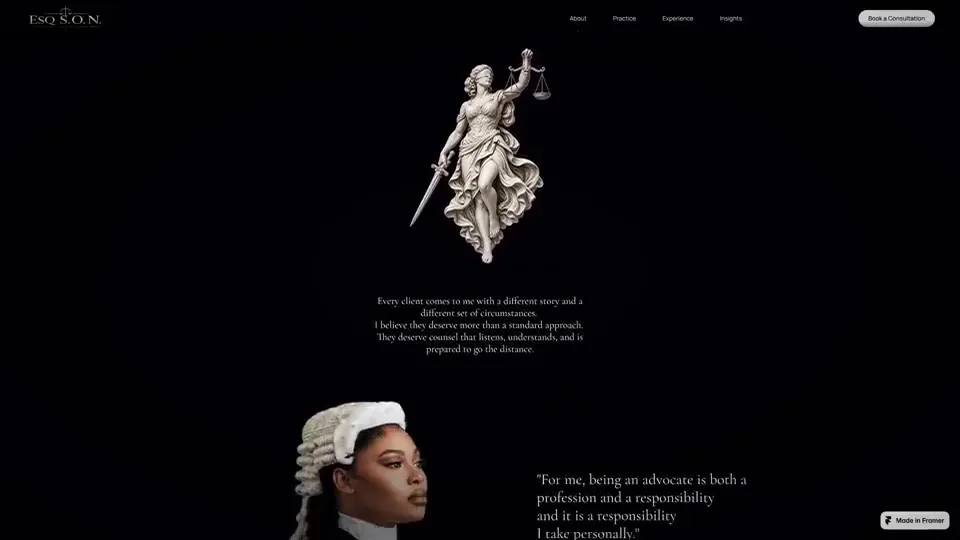 ESQ S.O.N.
About
Practice
Experience
Insights
Book a Consultation
Every client comes to me with a different story and a
different set of circumstances.
I believe they deserve more than a standard approach.
They deserve counsel that listens, understands, and is
prepared to go the distance.
"For me, being an advocate is both a
profession and a responsibility
and it is a responsibility
I take personally."
Made in Framer